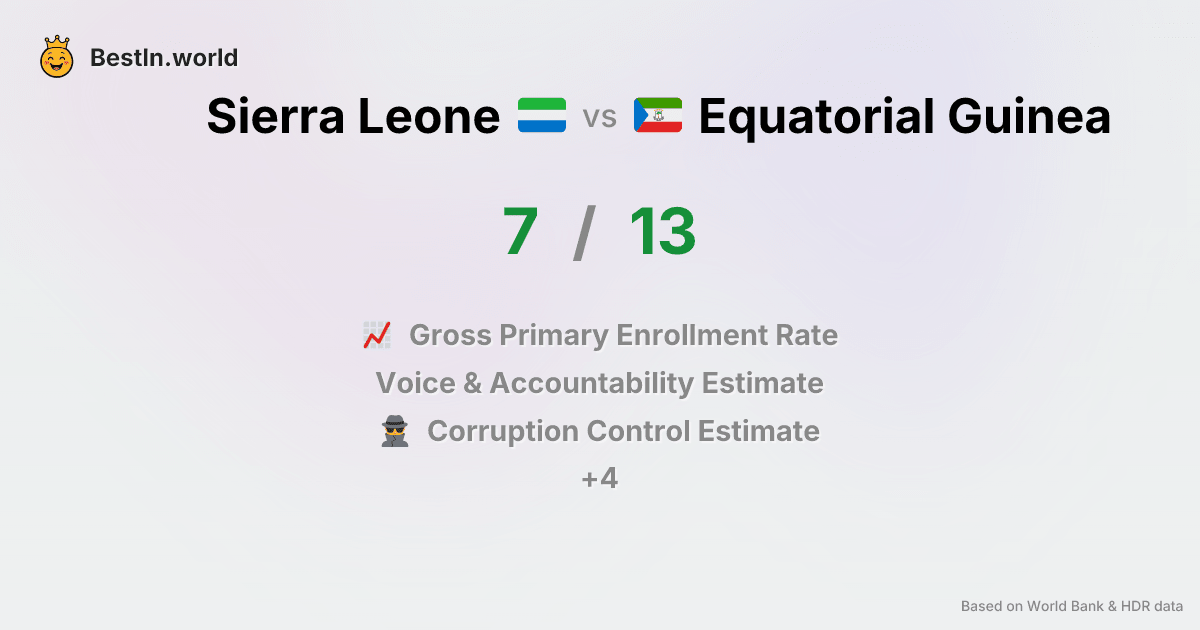 BestIn.world
Sierra Leone vs Equatorial Guinea
7 / 13
Gross Primary Enrollment Rate
Voice & Accountability Estimate
Corruption Control Estimate
+4
Based on World Bank & HDR data